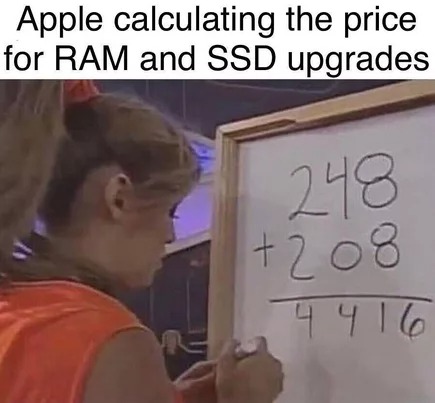 Apple calculating the price
for RAM and SSD upgrades
248
+208
4416